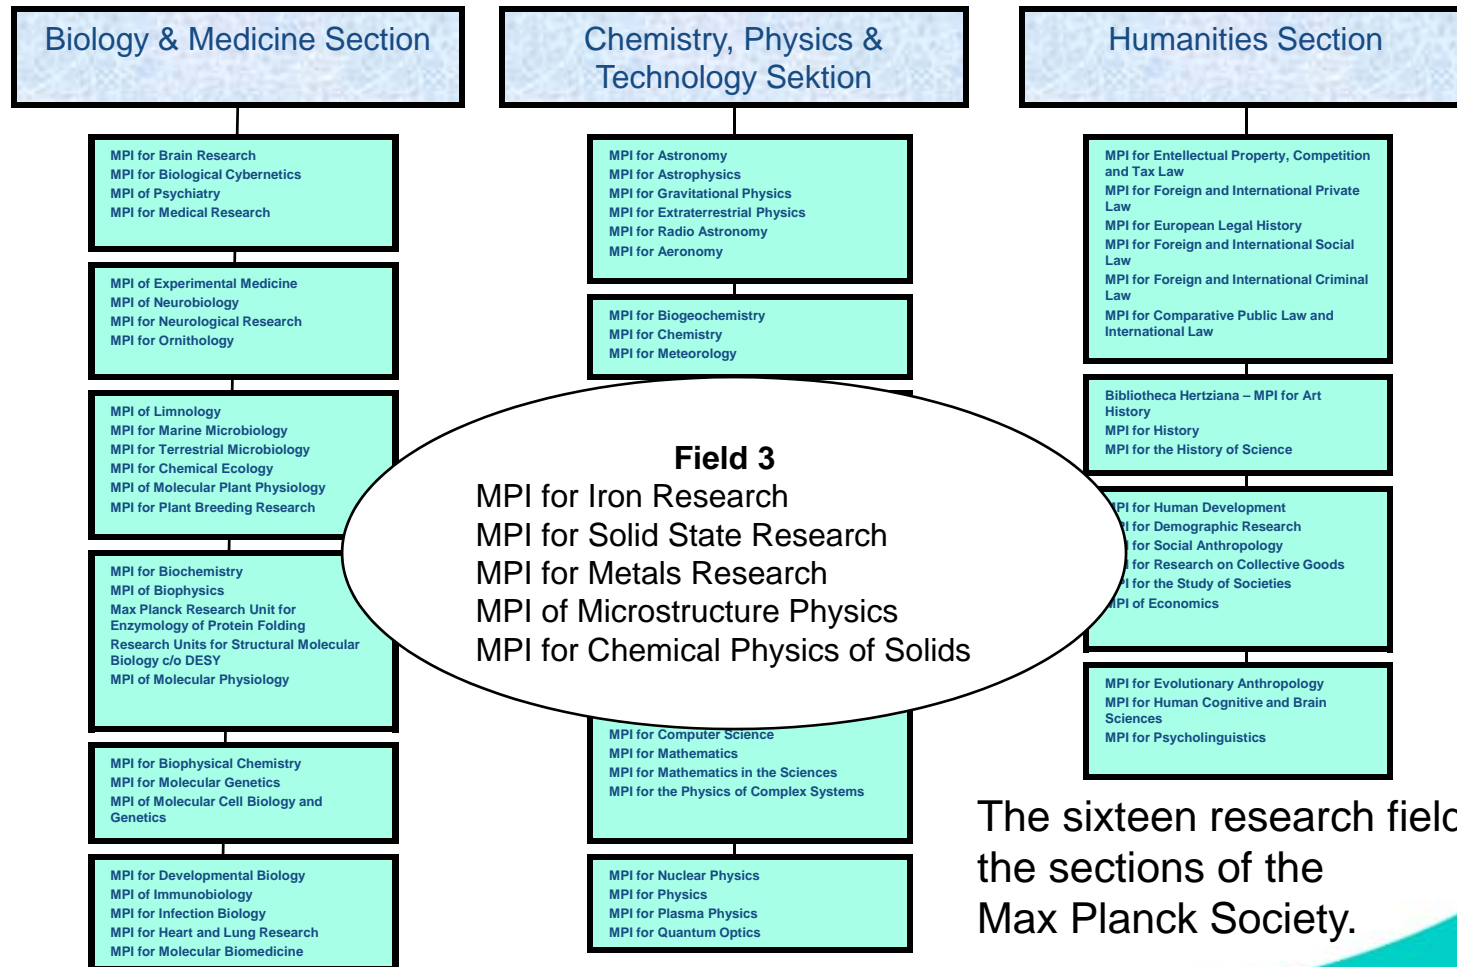 Biology & Medicine Section
MPI for Brain Research
MPI for Biological Cybernetics
MPI of Psychiatry
MPI for Medical Research
MPI of Experimental Medicine
MPI of Neurobiology
MPI for Neurological Research
MPI for Ornithology
MPI of Limnology
MPI for Marine Microbiology
MPI for Terrestrial Microbiology
MPI for Chemical Ecology
MPI of Molecular Plant Physiology
MPI for Plant Breeding Research
MPI for Biochemistry
MPI of Biophysics
Max Planck Research Unit for
Enzymology of Protein Folding
Research Units for Structural Molecular
Biology c/o DESY
MPI of Molecular Physiology
MPI for Biophysical Chemistry
MPI for Molecular Genetics
MPI of Molecular Cell Biology and
Genetics
MPI for Developmental Biology
MPI of Immunobiology
MPI for Infection Biology
MPI for Heart and Lung Research
MPI for Molecular Biomedicine
Chemistry, Physics &
Technology Sektion
MPI for Astronomy
MPI for Astrophysics
MPI for Gravitational Physics
MPI for Extraterrestrial Physics
MPI for Radio Astronomy
MPI for Aeronomy
MPI for Biogeochemistry
MPI for Chemistry
MPI for Meteorology
Field 3
MPI for Iron Research
MPI for Solid State Research
MPI for Metals Research
MPI of Microstructure Physics
MPI for Chemical Physics of Solids
MPI for Computer Science
MPI for Mathematics
MPI for Mathematics in the Sciences
MPI for the Physics of Complex Systems
MPI for Nuclear Physics
MPI for Physics
MPI for Plasma Physics
MPI for Quantum Optics
Humanities Section
MPI for Entellectual Property, Competition
and Tax Law
MPI for Foreign and International Private
Law
MPI for European Legal History
MPI for Foreign and International Social
Law
MPI for Foreign and International Criminal
Law
MPI for Comparative Public Law and
International Law
Bibliotheca Hertziana – MPI for Art
History
MPI for History
MPI for the History of Science
MPI for Human Development
MPI for Demographic Research
for Social Anthropology
for Research on Collective Goods
MPI for the Study of Societies
MPI of Economics
MPI for Evolutionary Anthropology
MPI for Human Cognitive and Brain
Sciences
MPI for Psycholinguistics
The sixteen research field
the sections of the
Max Planck Society.